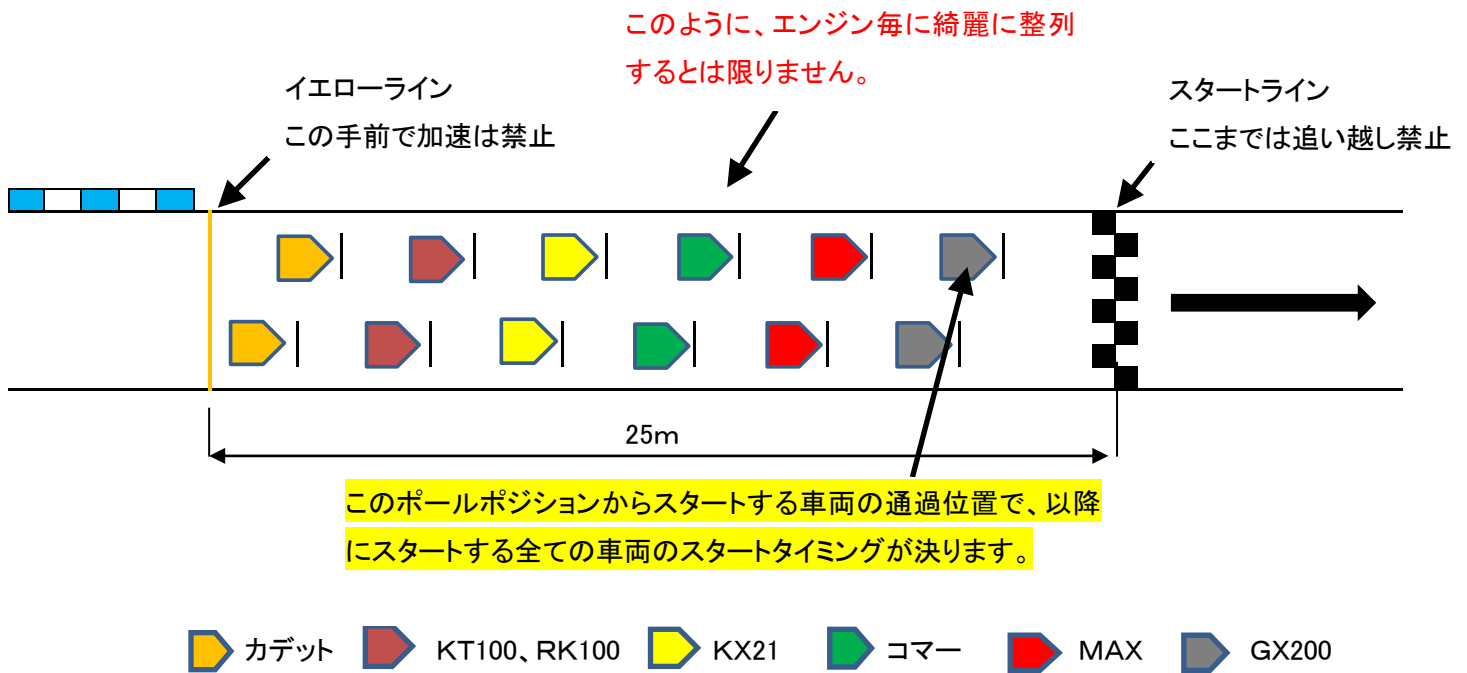 このように、エンジン毎に綺麗に整列
するとは限りません。
イエローライン
この手前で加速は禁止
スタートライン
ここまでは追い越し禁止
25m
このポールポジションからスタートする車両の通過位置で、以降
にスタートする全ての車両のスタートタイミングが決ります。
カデット
KT100、RK100
KX21
コマー
MAX
GX200